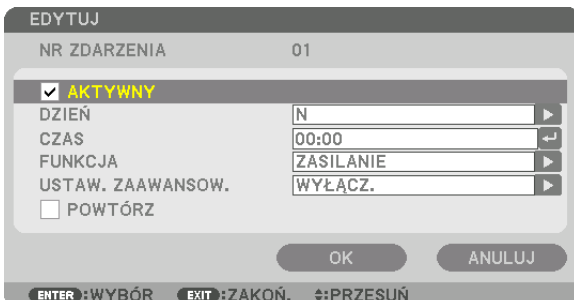 EDYTUJ
NR ZDARZENIA 01
AKTYWNY
DZIEŃ N
CZAS 00:00
FUNKCJA ZASILANIE
USTAW. ZAAWANSOW. WYŁĄCZ.
POWTÓRZ
OK ANULUJ
ENTER :WYBÓR EXIT :ZAKOŃ. :PRZESUŃ